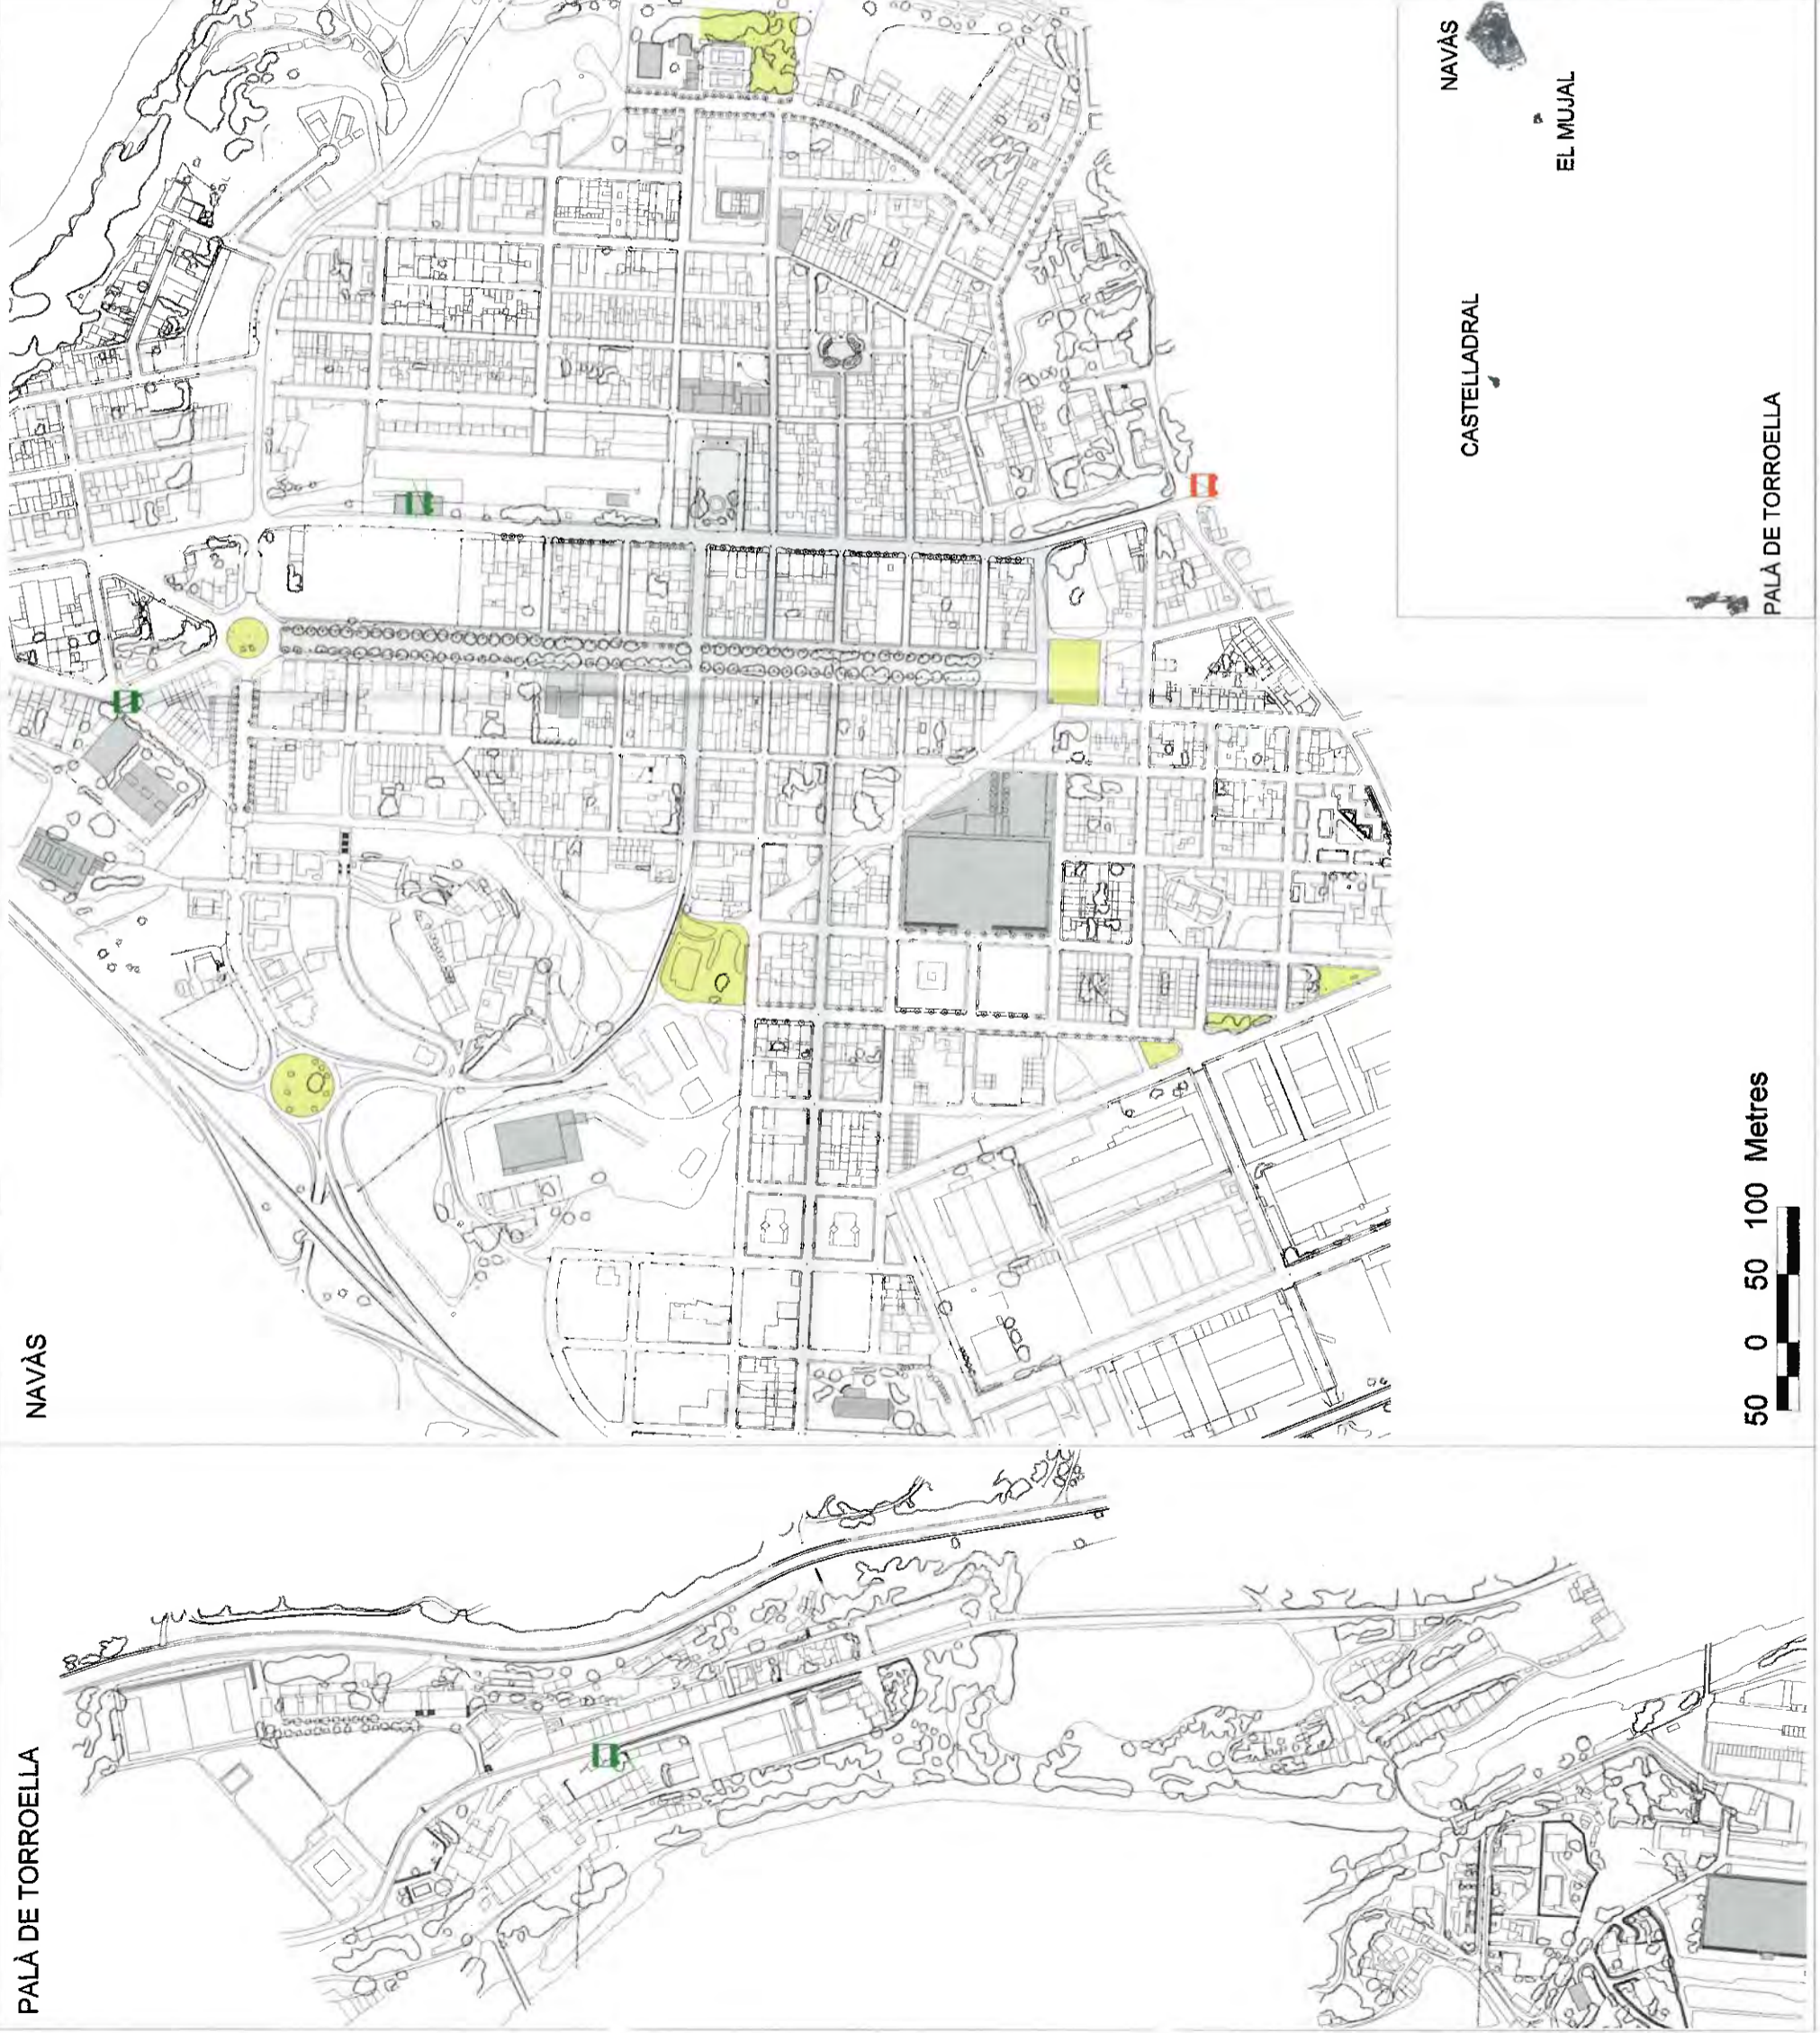 PALÀ DE TORROELLA
NAVÀS
NAVÀS
EL MUJAL
CASTELLADRAL
PALÀ DE TORROELLA
50 0 50 100 Metres